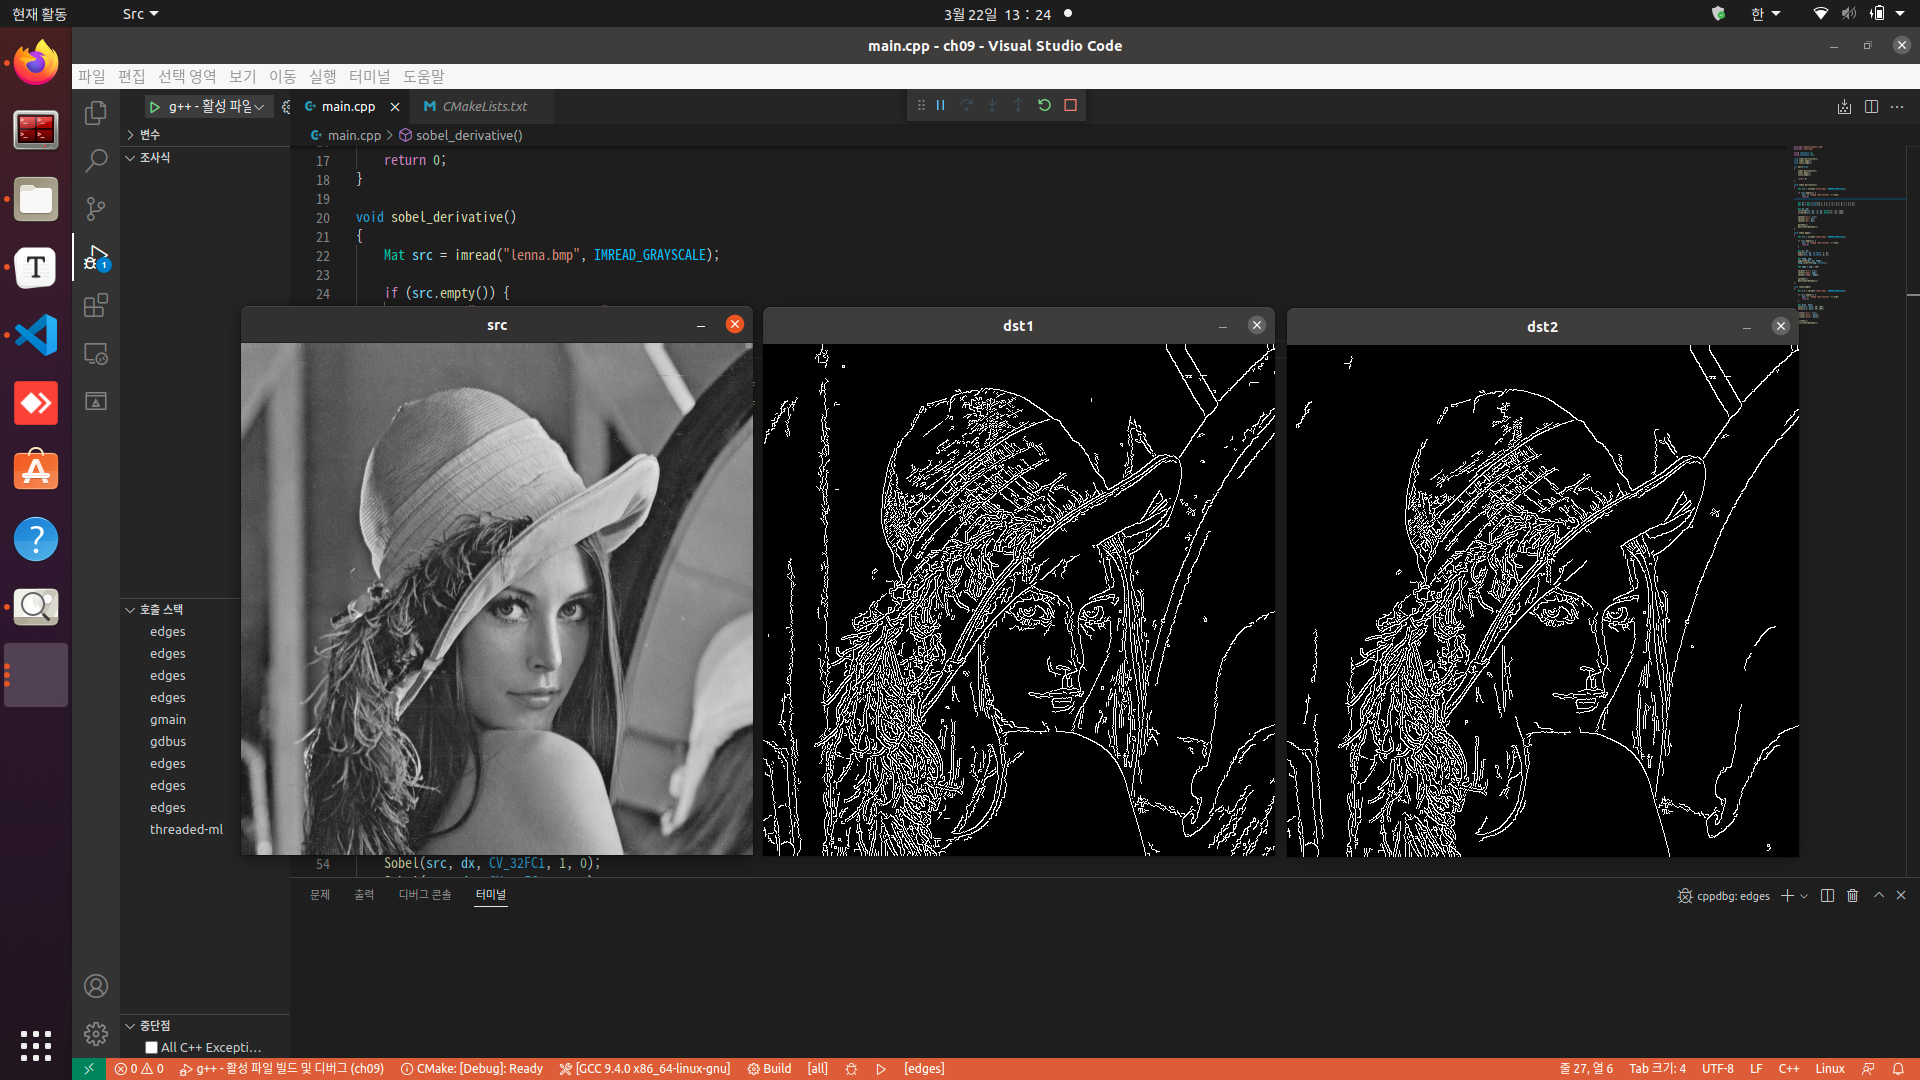 현재 활동
Src
3월 22일 13 : 24
한
main.cpp - ch09 - Visual Studio Code
파일 편집 선택 영역 보기 이동 실행 터미널 도움말
g++ - 활성 파일
main.cpp
CMakeLists.txt
변수
main.cpp > sobel_derivative()
조사식
17 return 0;
18 }
19
20 void sobel_derivative()
21 {
22 Mat src = imread("lenna.bmp", IMREAD_GRAYSCALE);
23
24 if (src.empty()) {
src
dst1
dst2
호출 스택
edges
edges
edges
edges
gmain
gdbus
edges
edges
edges
threaded-ml
54 Sobel(src, dx, CV_32FC1, 1, 0);
문제 출력 디버그 콘솔 터미널
cppdbg: edges
중단점
All C++ Excepti...
0 0 g++ - 활성 파일 빌드 및 디버그 (ch09) CMake: [Debug]: Ready [GCC 9.4.0 x86_64-linux-gnu] Build [all] [edges]
줄 27, 열 6 Tab 크기: 4 UTF-8 LF C++ Linux